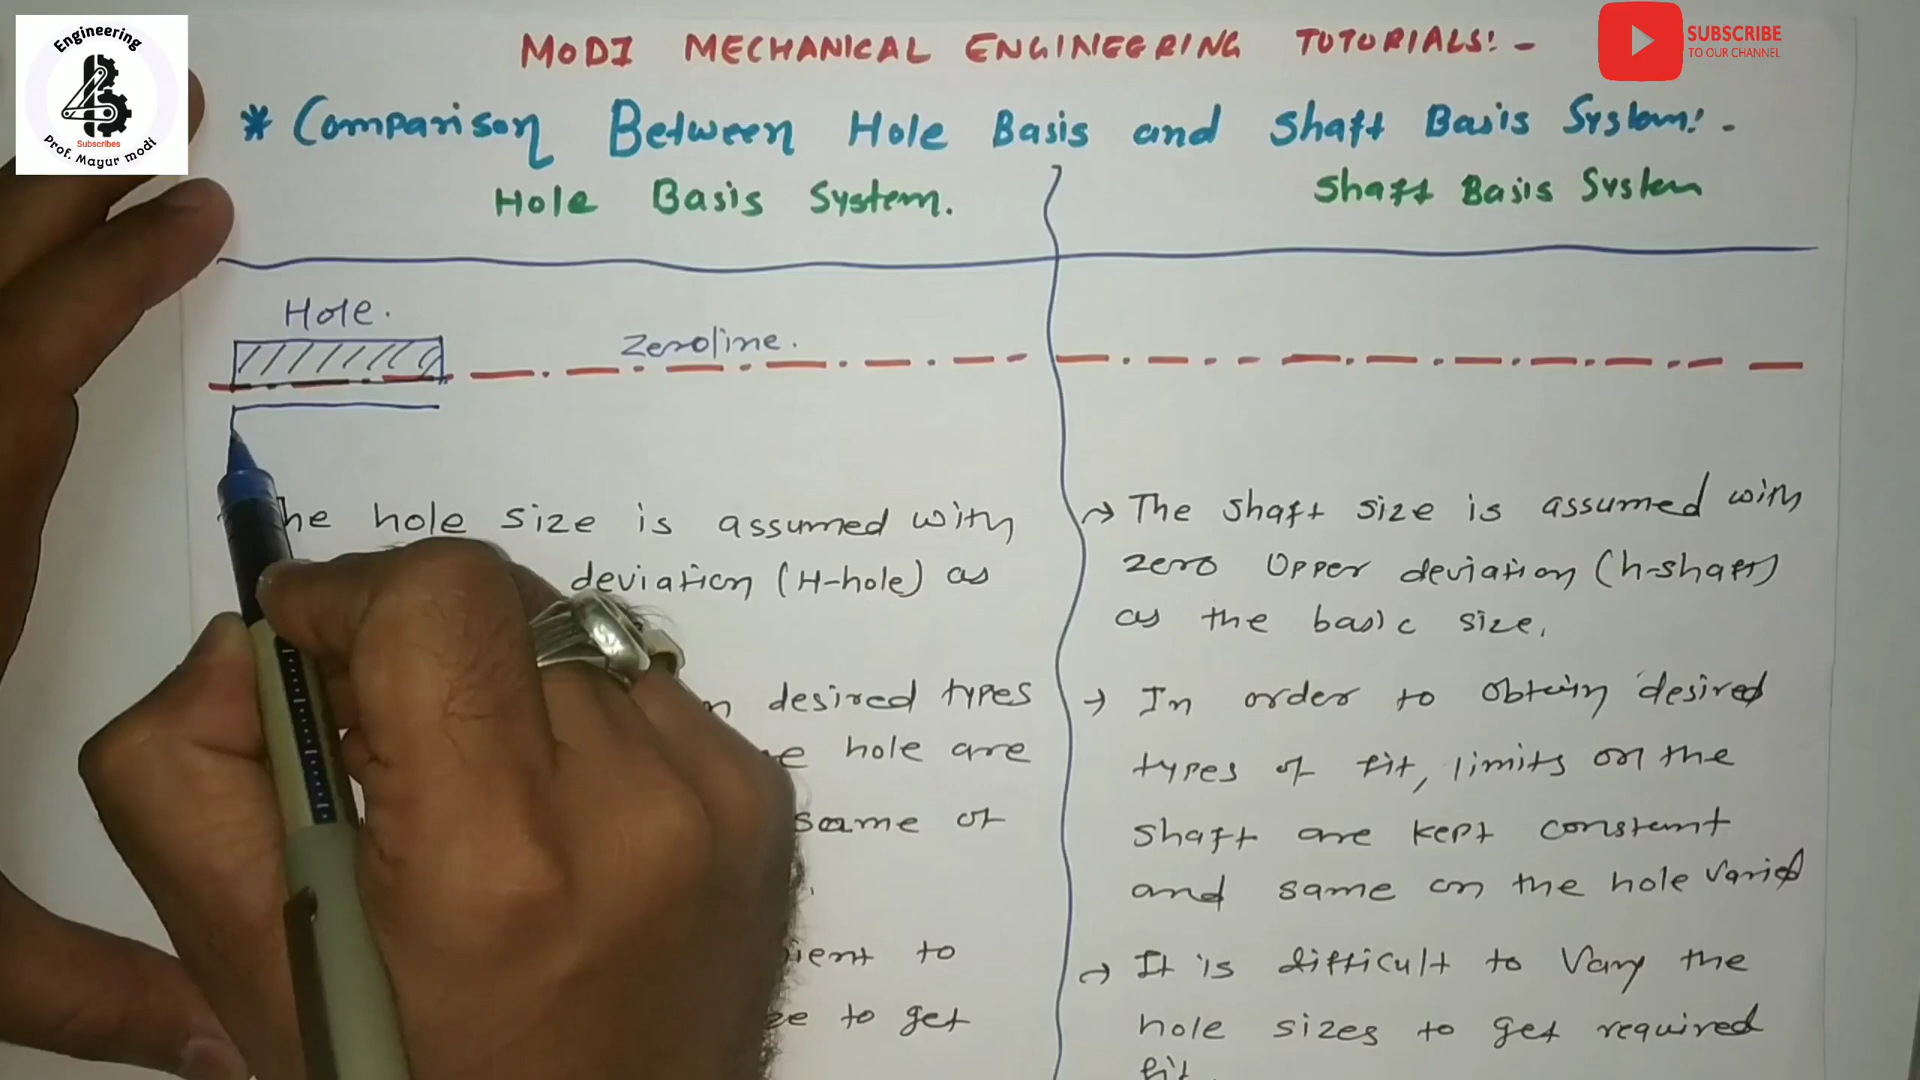 Engineering
Subscribes
Prof. Mayur modi
SUBSCRIBE
TO OUR CHANNEL
MODI MECHANICAL ENGINEERING TUTORIALS:-
* Comparison Between Hole Basis and Shaft Basis System:-
Hole Basis System.
Hole.
Zeroline.
The hole size is assumed with
deviation (H-hole) as
desired types
hole are
same of
to
to get
Shaft Basis System
→ The shaft size is assumed with
zero Upper deviation (h-shaft)
as the basic size.
→ In order to obtain desired
types of fit, limits on the
shaft are kept constant
and same on the hole varied
→ It is difficult to Vary the
hole sizes to get required
fit